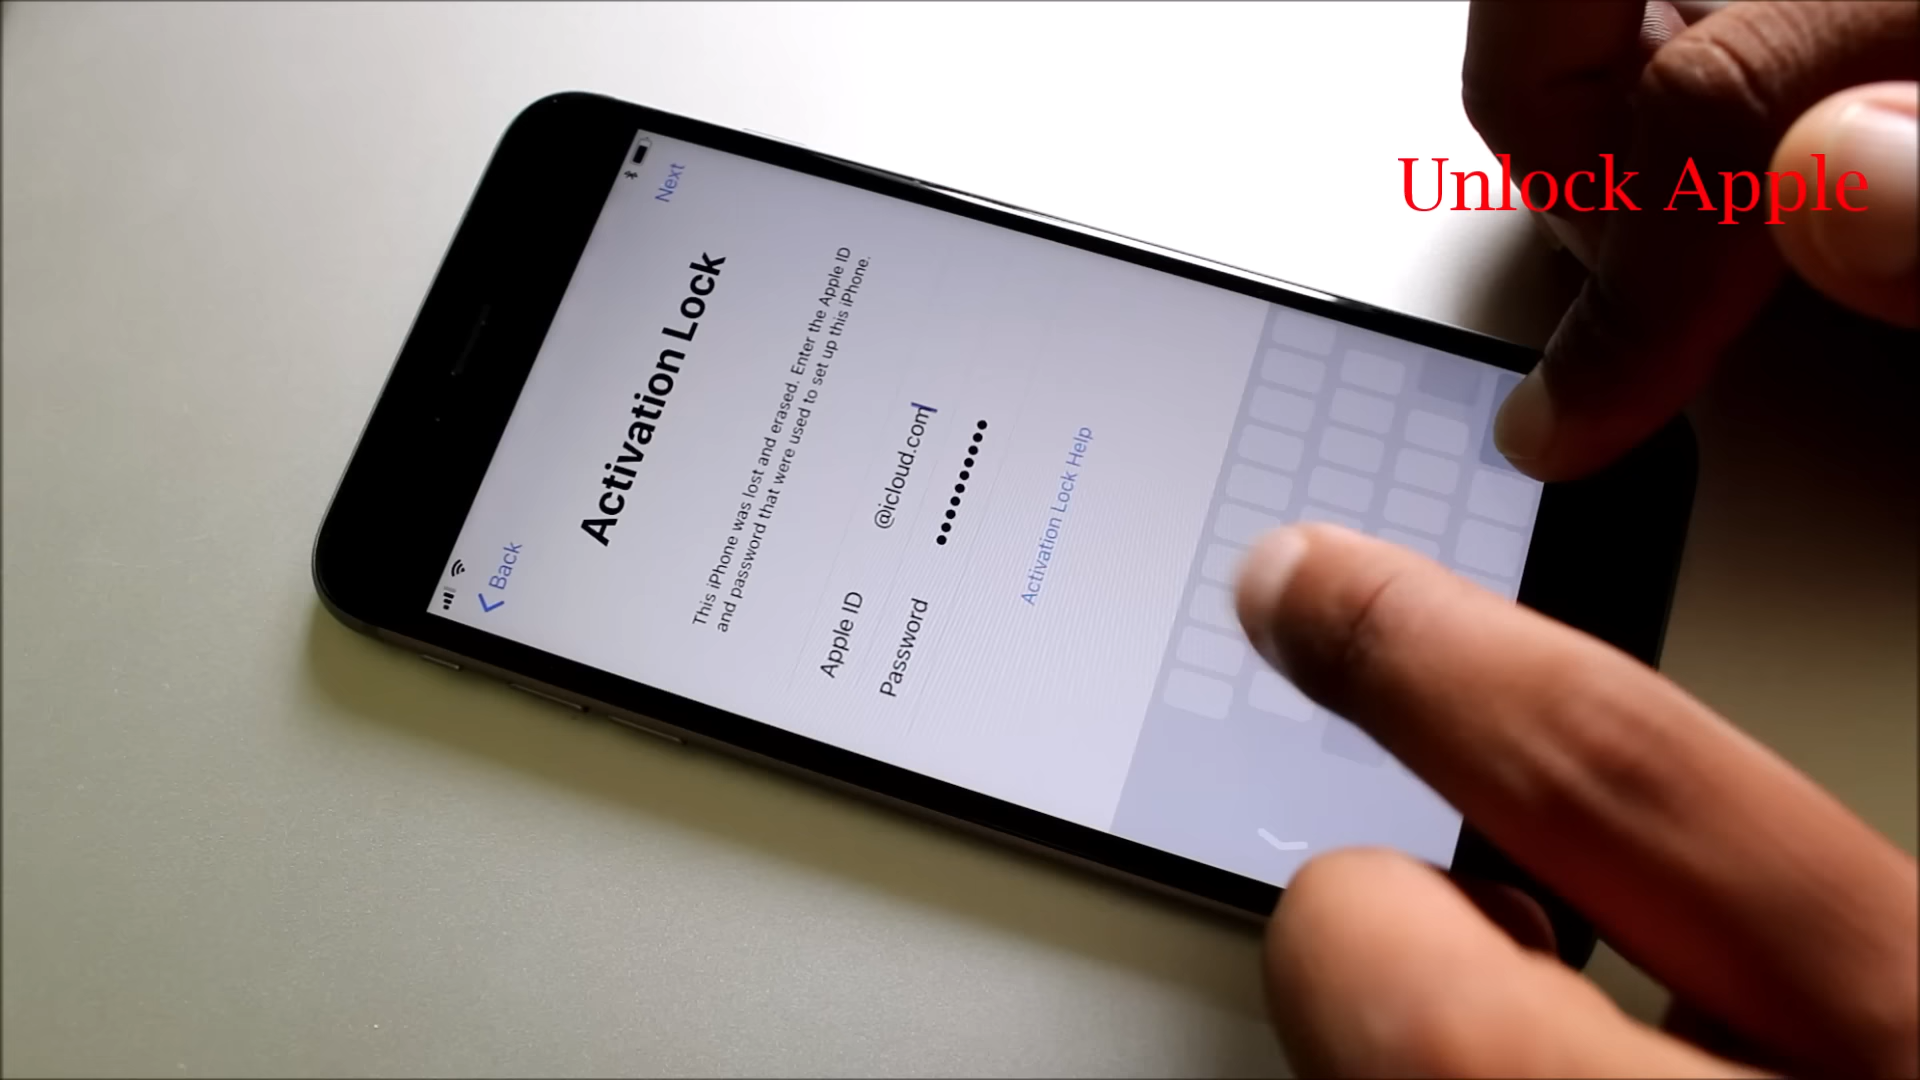 Unlock Apple
Next
Back
Activation Lock
This iPhone was lost and erased. Enter the Apple ID
and password that were used to set up this iPhone.
Apple ID @icloud.com
Password ●●●●●●●●●●
Activation Lock Help